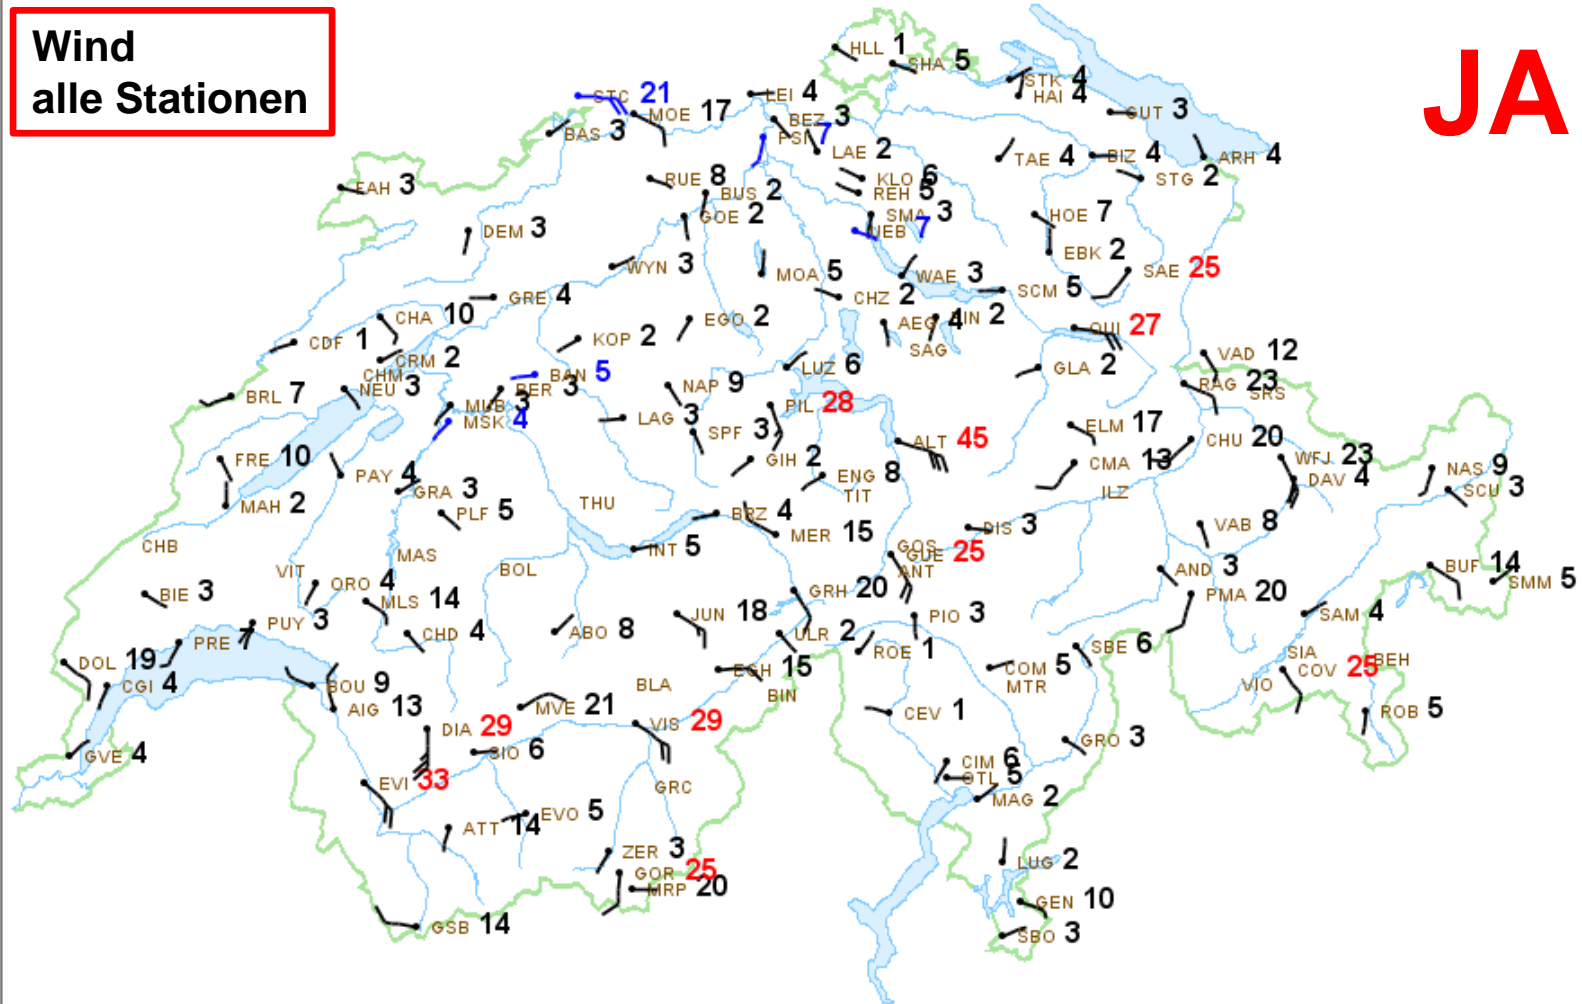 Wind
alle Stationen
JA
HLL 1
SHA 5
STK 4
HAI 4
GUT 3
STC 21
MOE 17
LEI 4
BEZ 3
PSI 7
BAS 3
LAE 2
TAE 4
BIZ 4
ARH 4
STG 2
FAH 3
RUE 8
BUS 2
GOE 2
KLO 6
REH 5
SMA 3
UEB 7
HOE 7
EBK 2
SAE 25
DEM 3
WYN 3
MOA 5
WAE 3
CHZ 2
SCM 5
GRE 4
CHA 10
CDF 1
CRM 2
CHM
NEU 3
KOP 2
EGO 2
AEG 4
EIN 2
SAG
QUI 27
GLA 2
VAD 12
RAG 23
SRS
BRL 7
BAN 5
BER 3
MUB 3
MSK 4
NAP 9
LUZ 6
PIL 28
LAG 3
SPF 3
ALT 45
ELM 17
CHU 20
FRE 10
MAH 2
PAY 4
GRA 3
PLF 5
GIH 2
ENG 8
TIT
CMA 13
ILZ
WFJ 23
DAV 4
NAS 9
SCU 3
THU
BRZ 4
MER 15
DIS 3
VAB 8
CHB
MAS
INT 5
GOS
GUE 25
ANT
VIT
BOL
ORO 4
BIE 3
MLS 14
GRH 20
AND 3
PMA 20
BUF 14
SMM 5
PUY 3
PRE 7
CHD 4
ABO 8
JUN 18
ULR 2
PIO 3
ROE 1
SBE 6
SAM 4
SIA
BEH
COV 25
VIO
DOL 19
CGI 4
BOU 9
AIG 13
BLA
EGH 15
BIN
COM 5
MTR
MVE 21
CEV 1
ROB 5
GVE 4
DIA 29
SIO 6
VIS 29
GRO 3
EVI 33
GRC
CIM 6
OTL 5
MAG 2
ATT 14
EVO 5
ZER 3
GOR 25
MRP 20
LUG 2
GSB 14
GEN 10
SBO 3